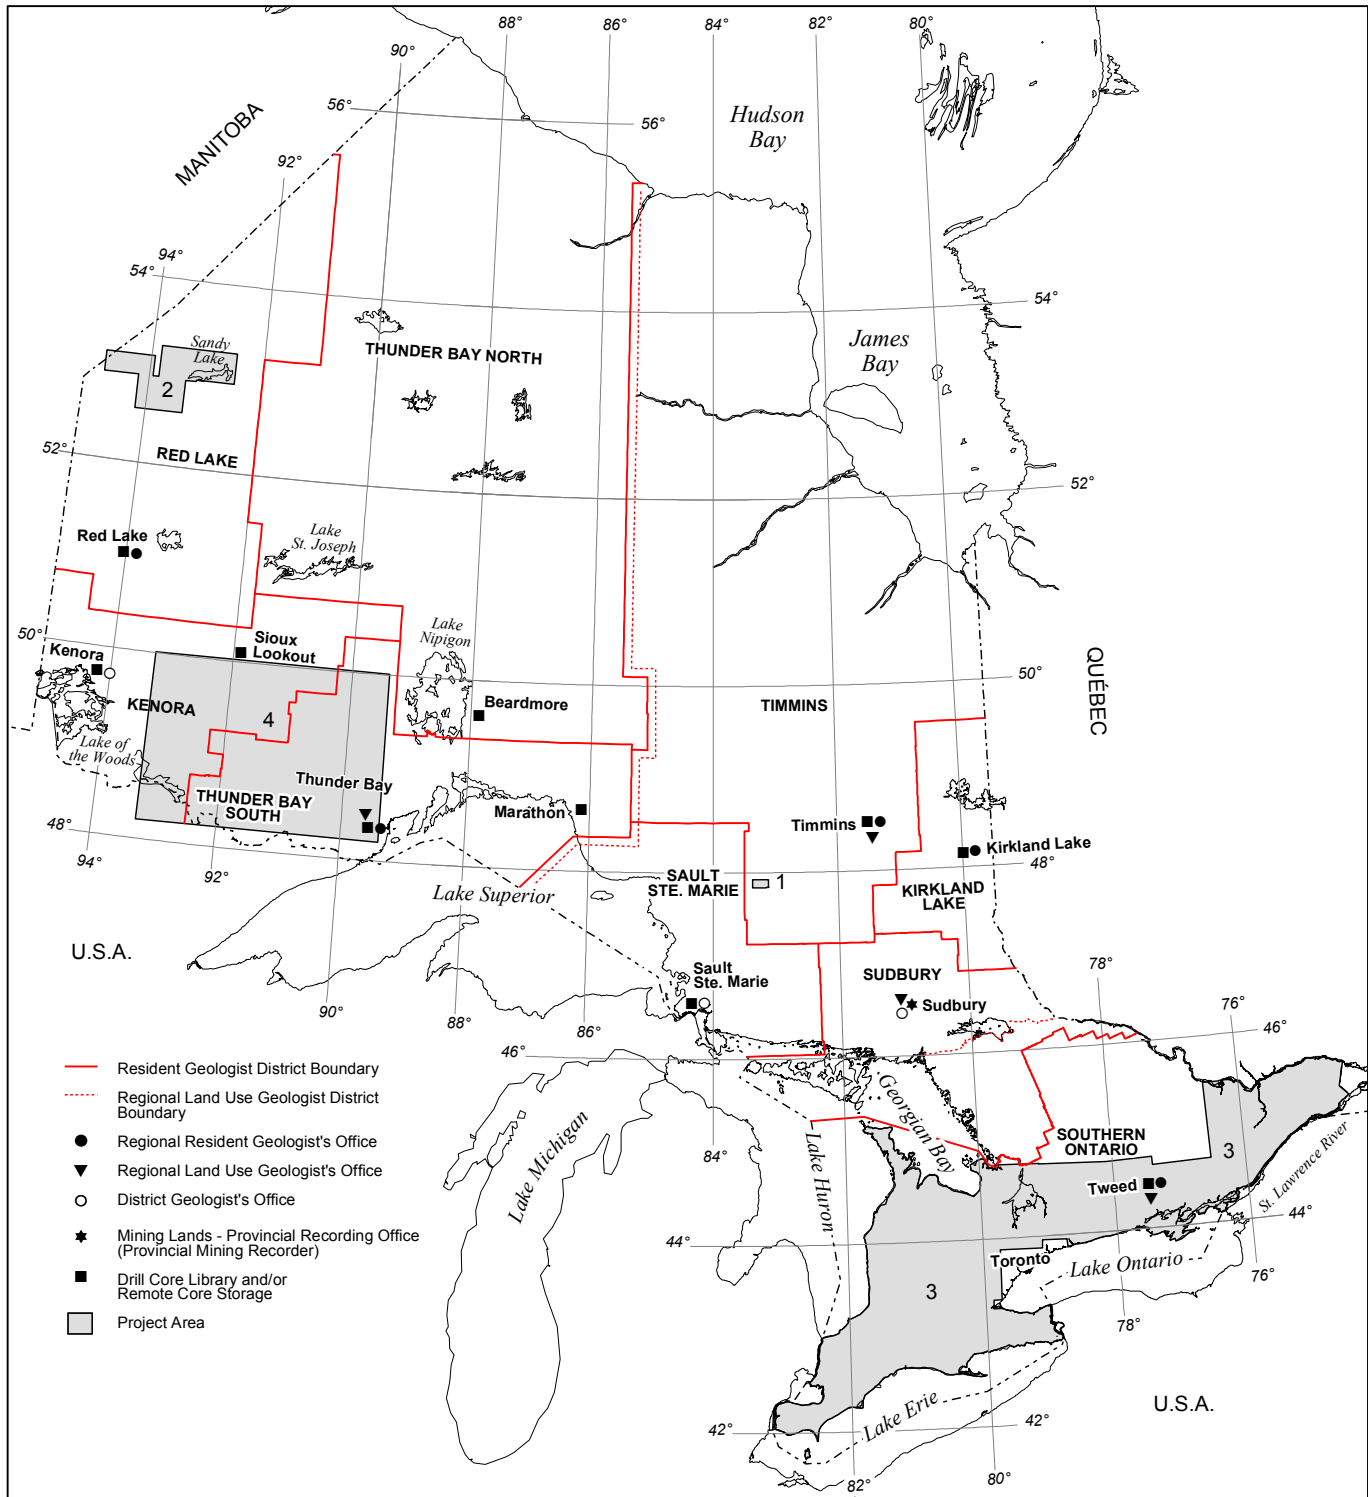 88°
86°
84°
82°
80°
90°
56°
56°
Hudson
Bay
MANITOBA
92°
94°
54°
54°
Sandy
Lake
2
THUNDER BAY NORTH
James
Bay
52°
RED LAKE
52°
Red Lake
Lake
St. Joseph
50°
Kenora
Sioux
Lookout
Lake
Nipigon
50°
QUÉBEC
KENORA
4
Beardmore
TIMMINS
Lake of
the Woods
Thunder Bay
THUNDER BAY
SOUTH
Marathon
Timmins
Kirkland Lake
48°
48°
94°
92°
Lake Superior
SAULT
STE. MARIE
1
KIRKLAND
LAKE
U.S.A.
Sault
Ste. Marie
SUDBURY
Sudbury
78°
76°
90°
88°
86°
46°
46°
Resident Geologist District Boundary
Regional Land Use Geologist District
Boundary
Regional Resident Geologist's Office
Regional Land Use Geologist's Office
District Geologist's Office
Mining Lands - Provincial Recording Office
(Provincial Mining Recorder)
Drill Core Library and/or
Remote Core Storage
Project Area
Lake Michigan
84°
Lake Huron
Georgian Bay
SOUTHERN
ONTARIO
3
Tweed
St. Lawrence River
44°
44°
Toronto
Lake Ontario
76°
3
78°
Lake Erie
42°
42°
U.S.A.
82°
80°